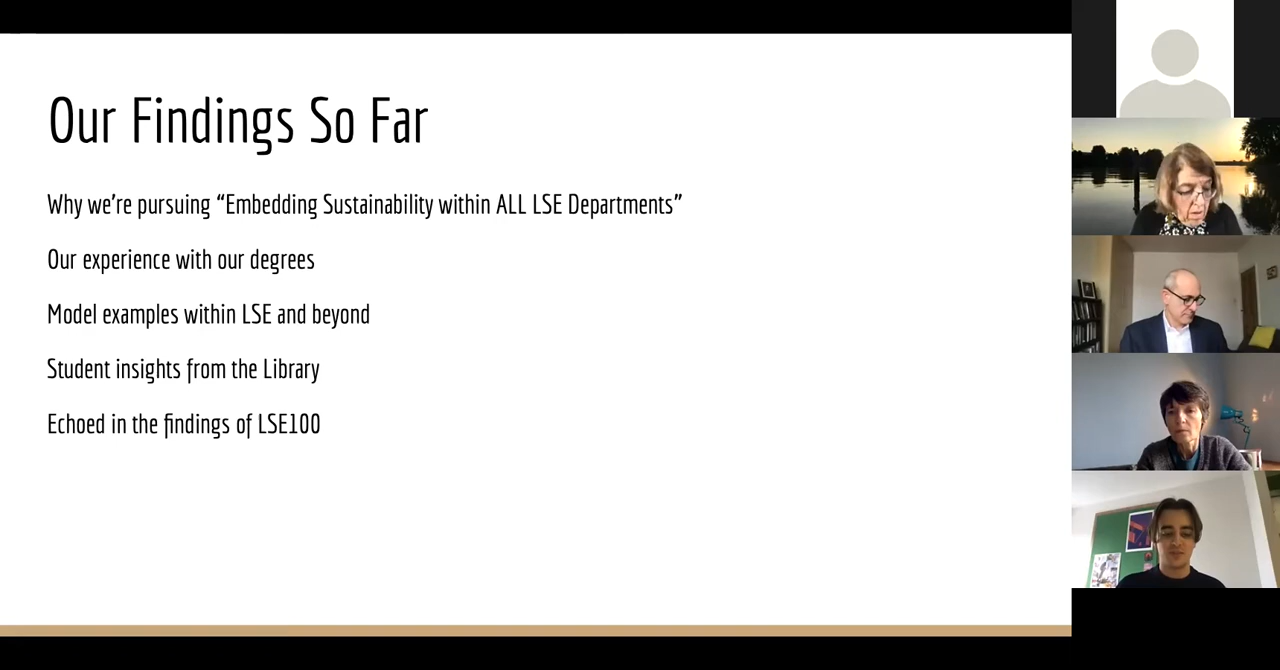 Our Findings So Far
Why we're pursuing “Embedding Sustainability within ALL LSE Departments”
Our experience with our degrees
Model examples within LSE and beyond
Student insights from the Library
Echoed in the findings of LSE100